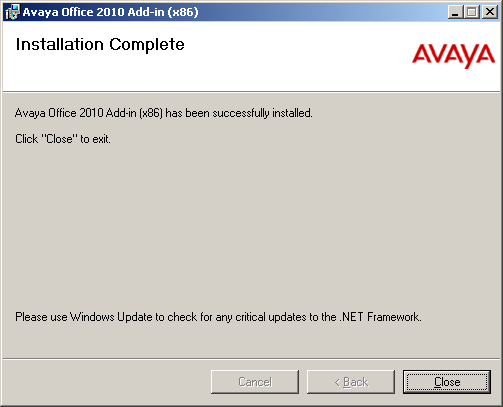 Avaya Office 2010 Add-in (x86)
Installation Complete
AVAYA
Avaya Office 2010 Add-in (x86) has been successfully installed.
Click "Close" to exit.
Please use Windows Update to check for any critical updates to the .NET Framework.
Cancel
< Back
Close